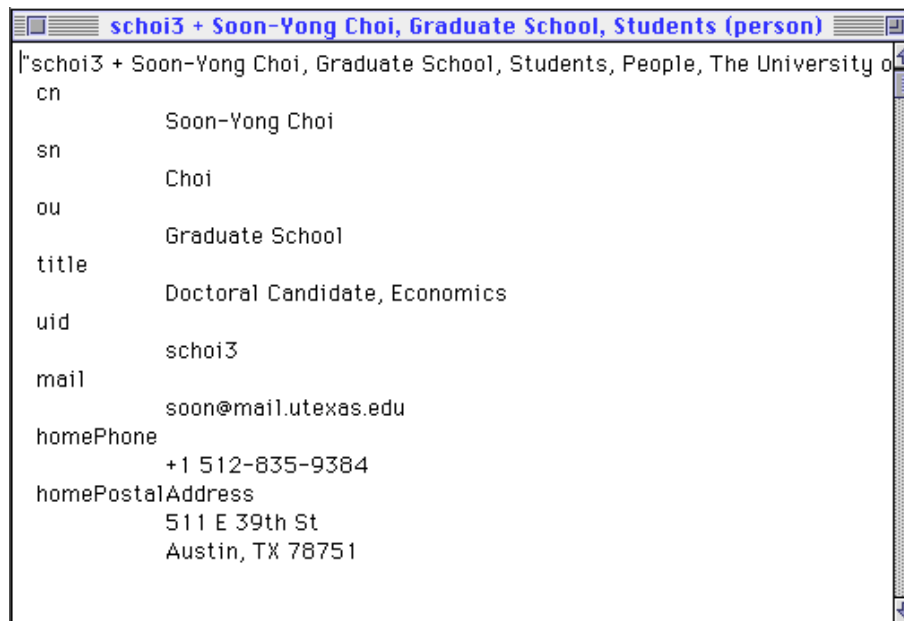 schoi3 + Soon-Yong Choi, Graduate School, Students (person)
"schoi3 + Soon-Yong Choi, Graduate School, Students, People, The University o
cn
Soon-Yong Choi
sn
Choi
ou
Graduate School
title
Doctoral Candidate, Economics
uid
schoi3
mail
soon@mail.utexas.edu
homePhone
+1 512-835-9384
homePostalAddress
511 E 39th St
Austin, TX 78751